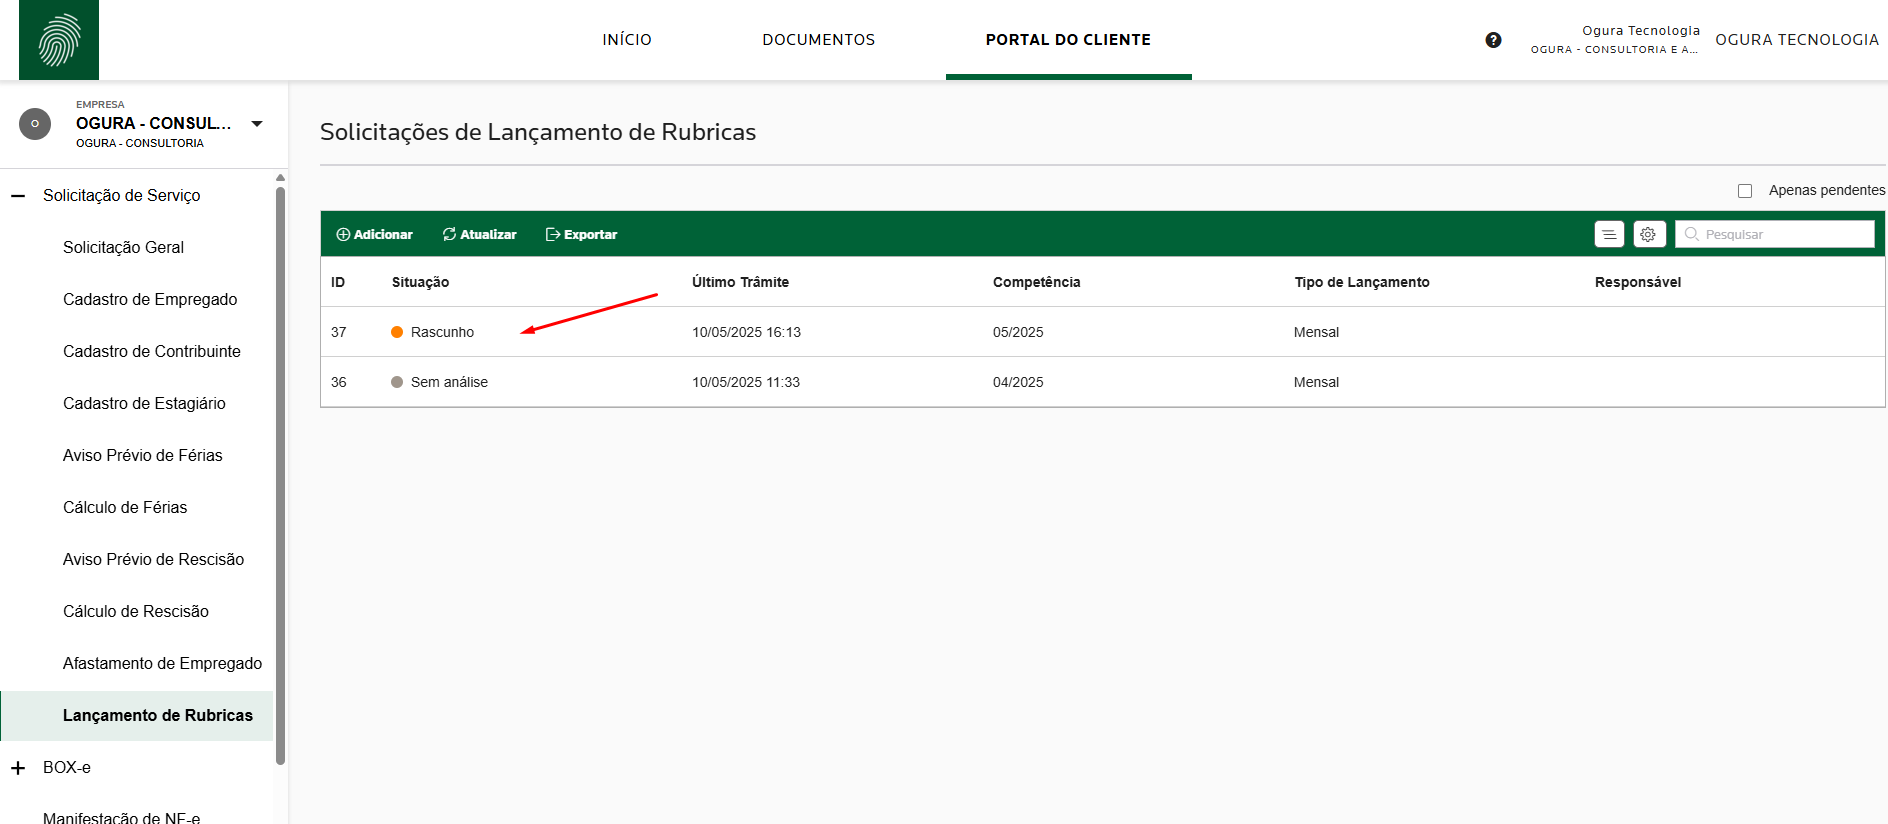 INÍCIO
DOCUMENTOS
PORTAL DO CLIENTE
Ogura Tecnologia
OGURA - CONSULTORIA E A...
OGURA TECNOLOGIA
O
EMPRESA
OGURA - CONSUL...
OGURA - CONSULTORIA
Solicitação de Serviço
Solicitação Geral
Cadastro de Empregado
Cadastro de Contribuinte
Cadastro de Estagiário
Aviso Prévio de Férias
Cálculo de Férias
Aviso Prévio de Rescisão
Cálculo de Rescisão
Afastamento de Empregado
Lançamento de Rubricas
BOX-e
Manifestação de NF-e
Solicitações de Lançamento de Rubricas
Apenas pendentes
Adicionar Atualizar Exportar Pesquisar
ID Situação Último Trâmite Competência Tipo de Lançamento Responsável
37 Rascunho 10/05/2025 16:13 05/2025 Mensal
36 Sem análise 10/05/2025 11:33 04/2025 Mensal